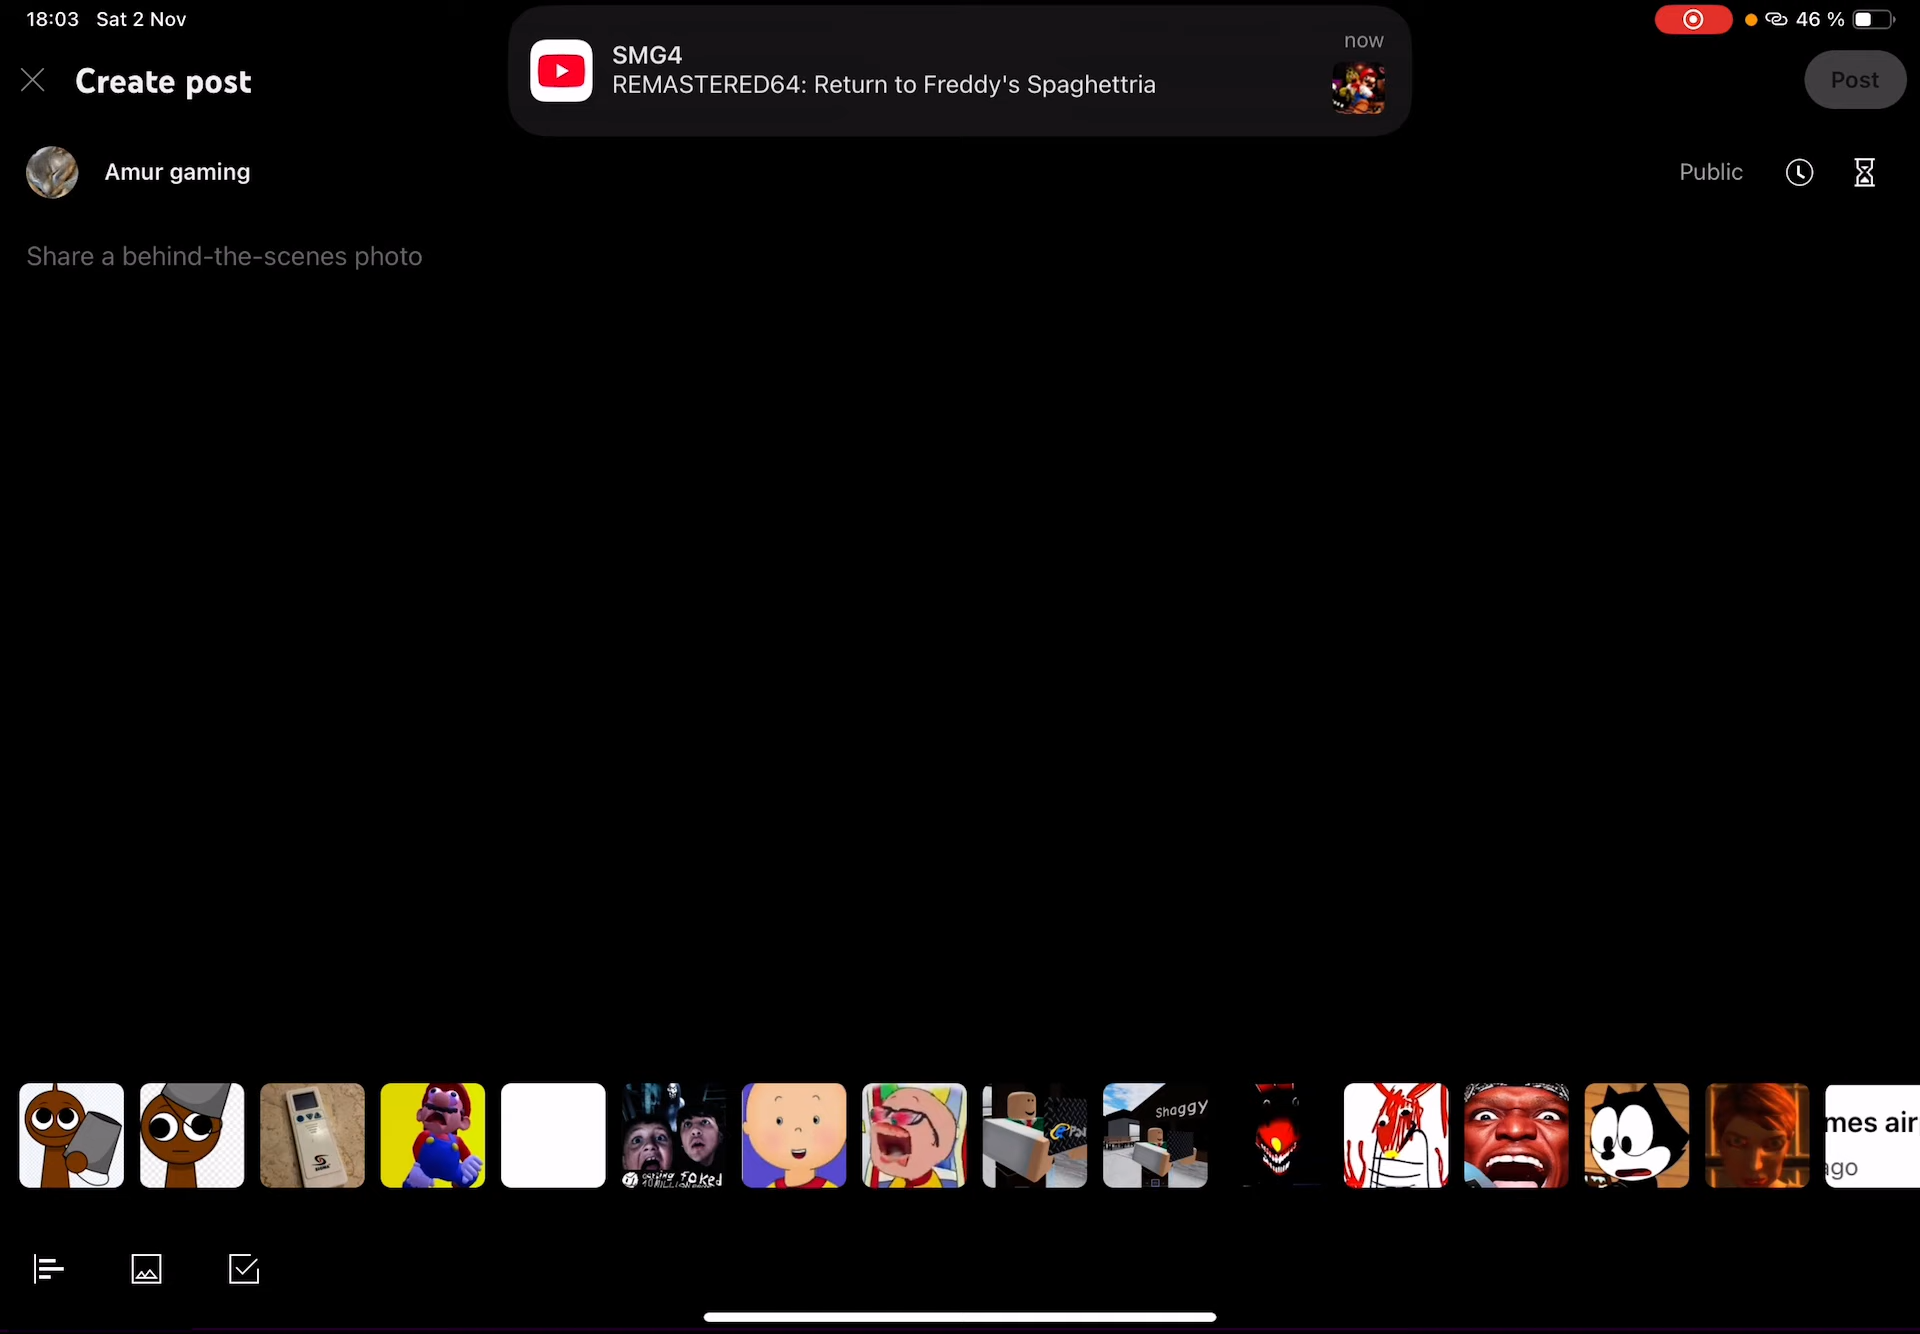 18:03 Sat 2 Nov
46 %
SMG4
now
REMASTERED64: Return to Freddy's Spaghettria
Create post
Post
Amur gaming
Public
Share a behind-the-scenes photo
Shaggy
mes air
ago